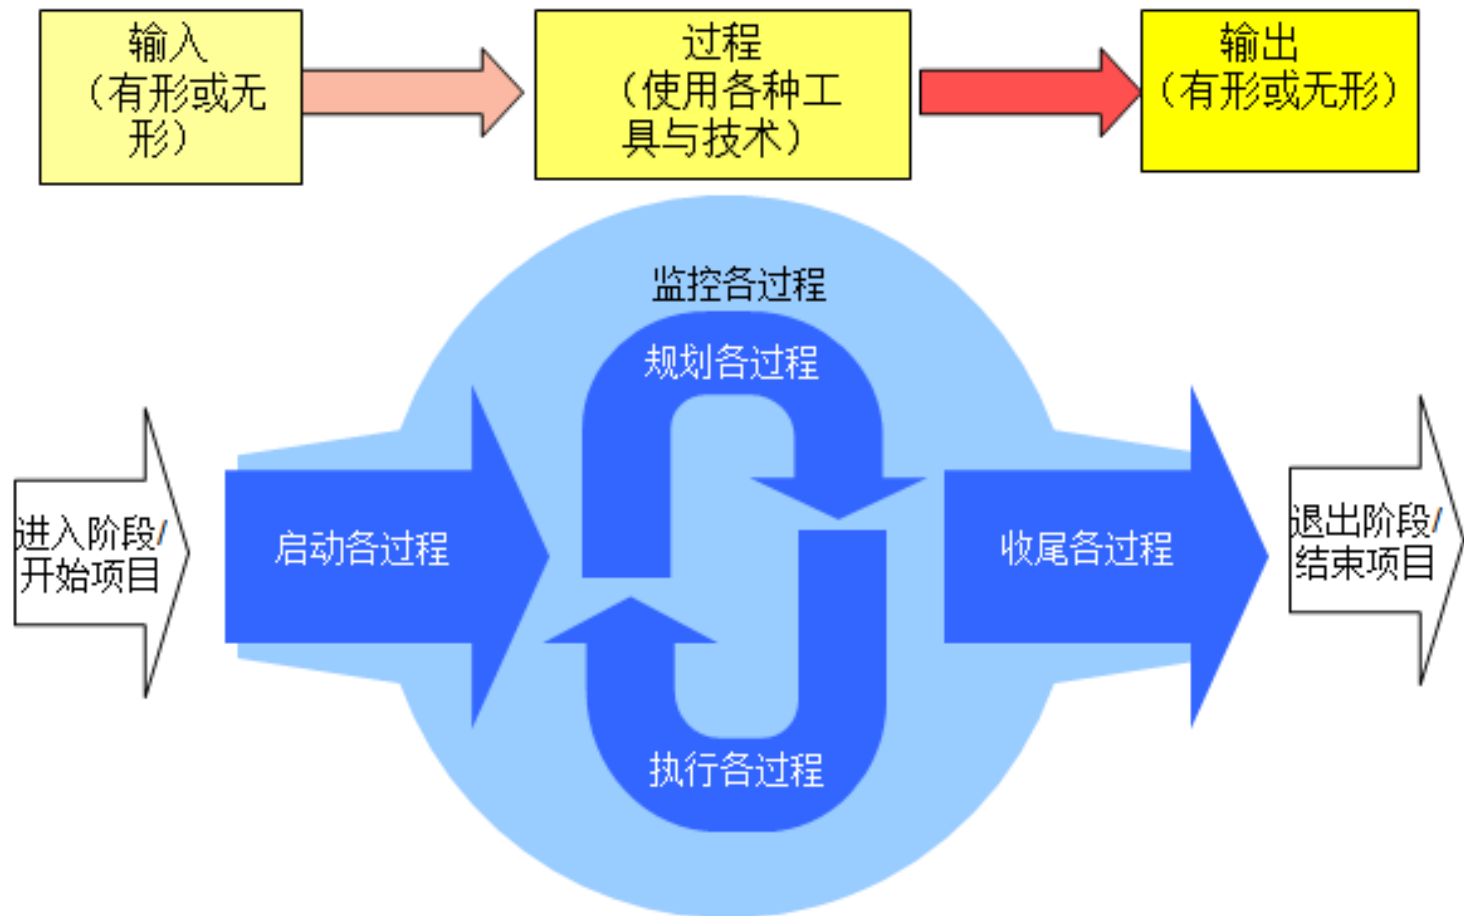 输入
（有形或无
形）
过程
（使用各种工
具与技术）
输出
（有形或无形）
监控各过程
规划各过程
进入阶段/
开始项目
启动各过程
收尾各过程
退出阶段/
结束项目
执行各过程